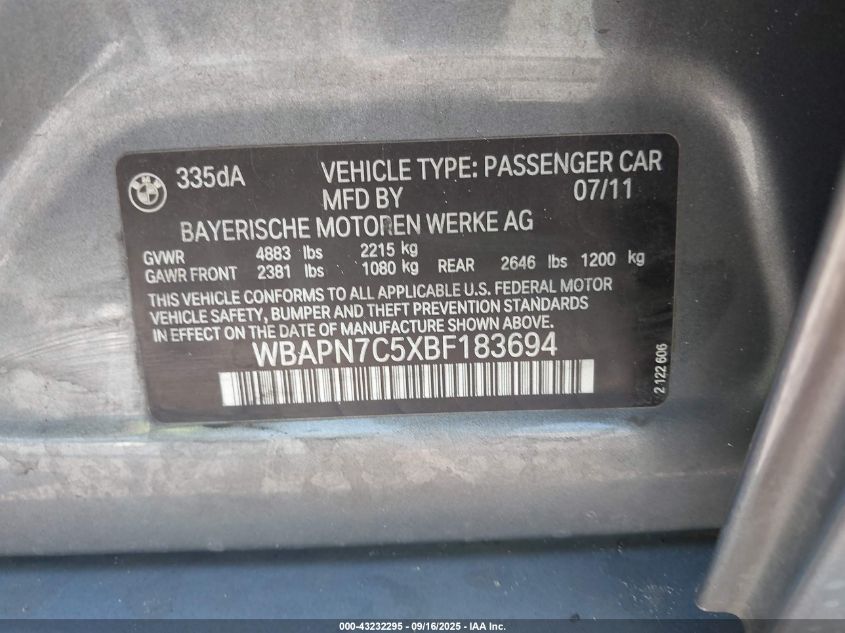 335dA VEHICLE TYPE: PASSENGER CAR
MFD BY 07/11
BAYERISCHE MOTOREN WERKE AG
GVWR 4883 lbs 2215 kg
GAWR FRONT 2381 lbs 1080 kg REAR 2646 lbs 1200 kg
THIS VEHICLE CONFORMS TO ALL APPLICABLE U.S. FEDERAL MOTOR
VEHICLE SAFETY, BUMPER AND THEFT PREVENTION STANDARDS
IN EFFECT ON THE DATE OF MANUFACTURE SHOWN ABOVE.
WBAPN7C5XBF183694
2 122 606
000-43232295 - 09/16/2025 - IAA Inc.